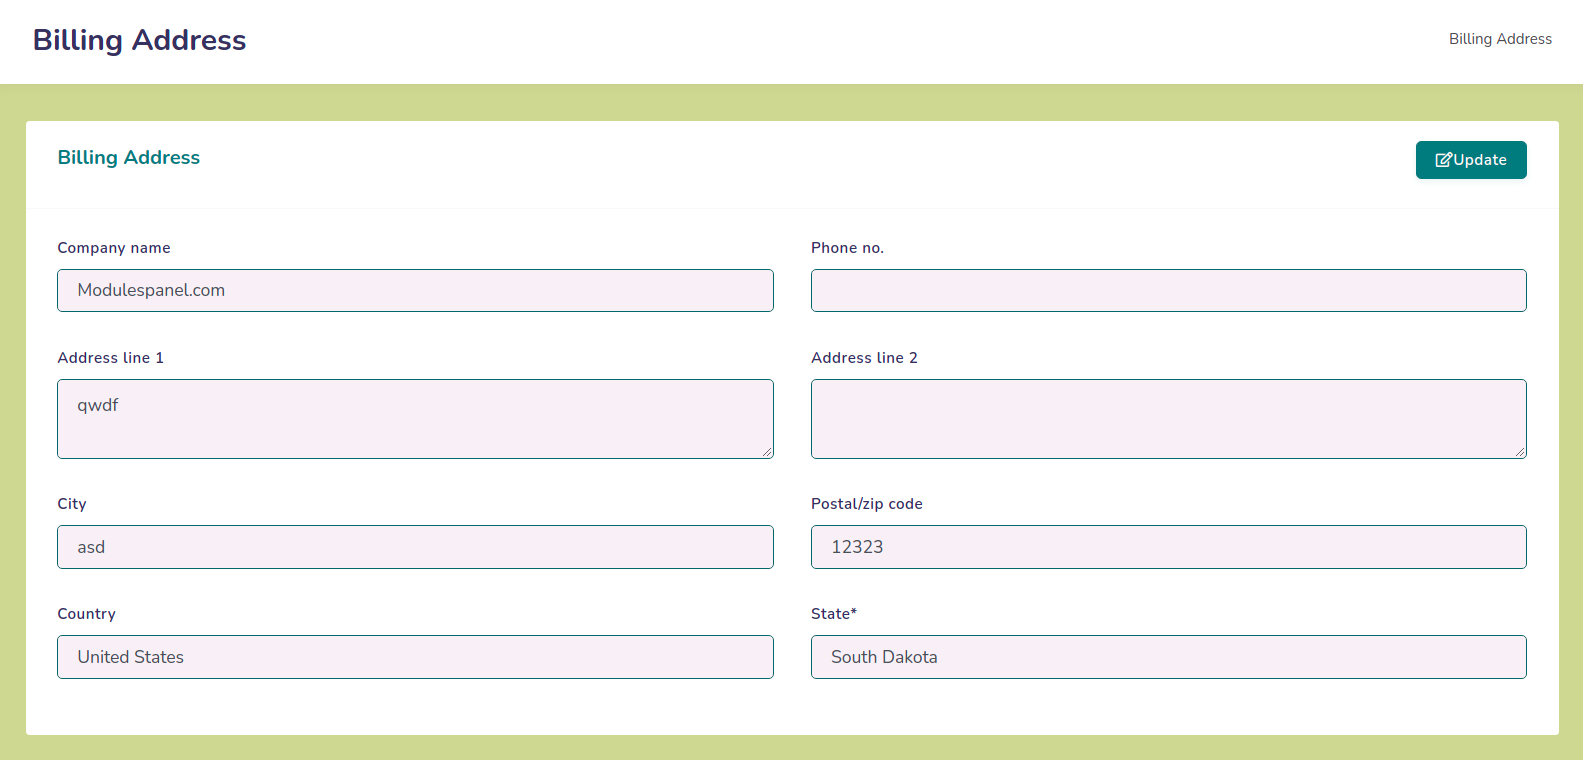 Billing Address
Billing Address
Billing Address
Update
Company name
Phone no.
Modulespanel.com
Address line 1
Address line 2
qwdf
City
Postal/zip code
asd
12323
Country
State*
United States
South Dakota